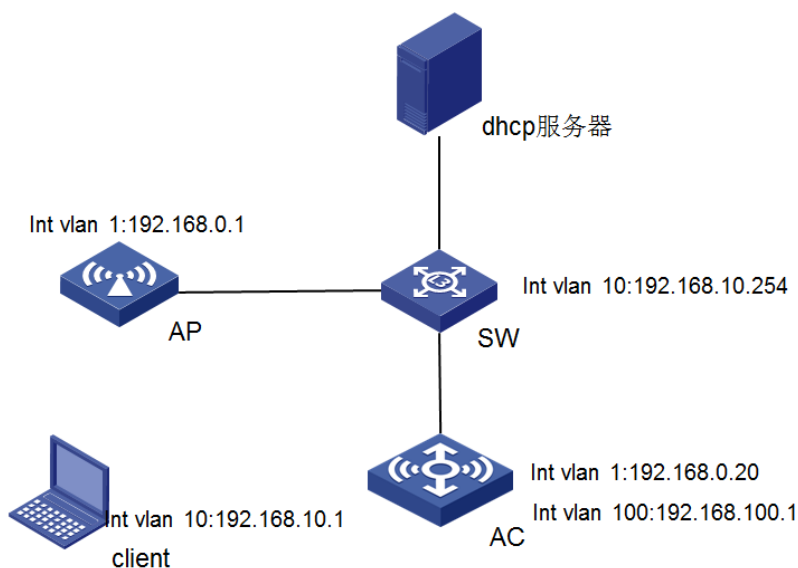 dhcp服务器
Int vlan 1:192.168.0.1
AP
Int vlan 10:192.168.10.254
SW
Int vlan 1:192.168.0.20
Int vlan 100:192.168.100.1
AC
Int vlan 10:192.168.10.1
client